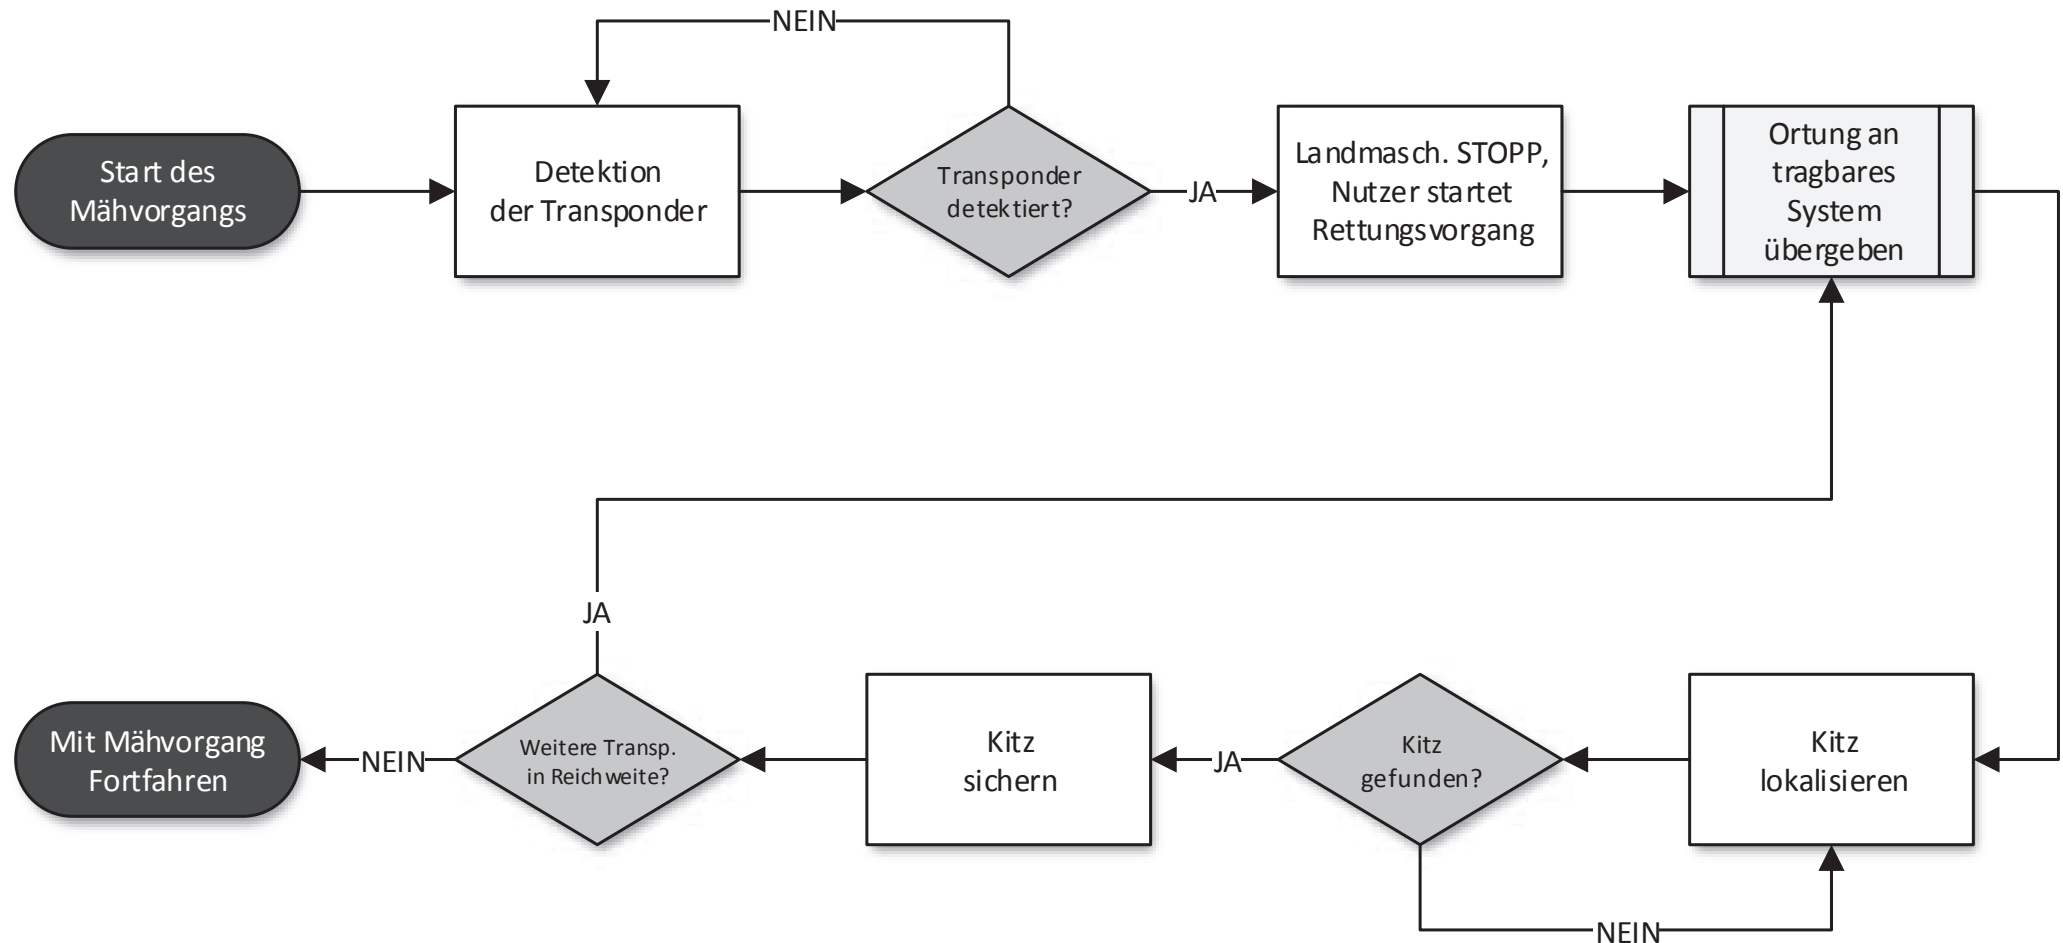 NEIN
Start des
Mähvorgangs
Detektion
der Transponder
Transponder
detektiert?
JA
Landmasch. STOPP,
Nutzer startet
Rettungsvorgang
Ortung an
tragbares
System
übergeben
JA
Mit Mähvorgang
Fortfahren
NEIN
Weitere Transp.
in Reichweite?
Kitz
sichern
JA
Kitz
gefunden?
Kitz
lokalisieren
NEIN